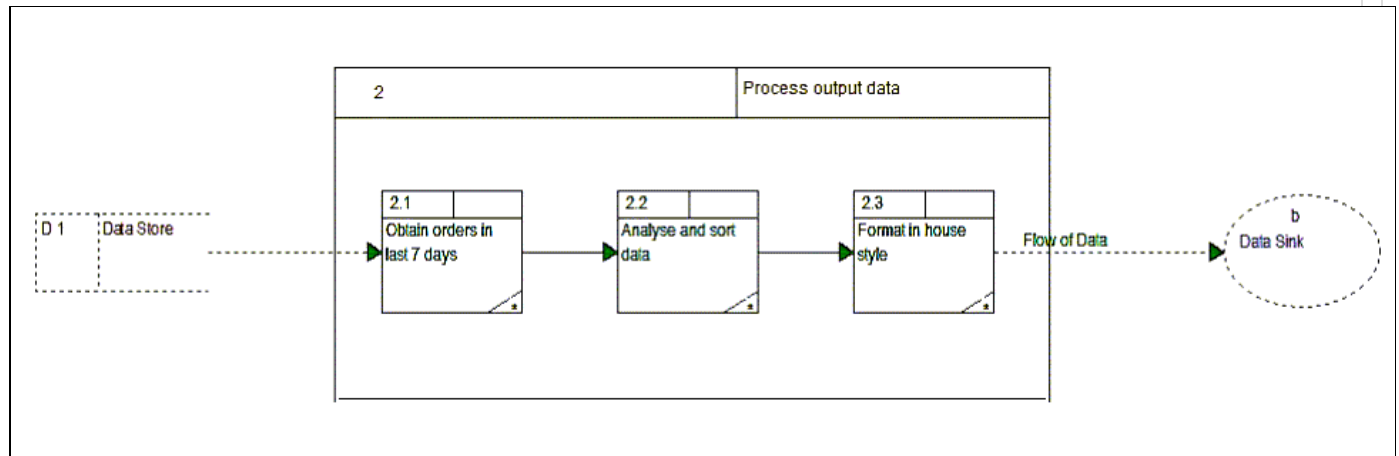 2
Process output data
2.1
Obtain orders in
last 7 days
2.2
Analyse and sort
data
2.3
Format in house
style
D 1
Data Store
Flow of Data
b
Data Sink
*
*
*